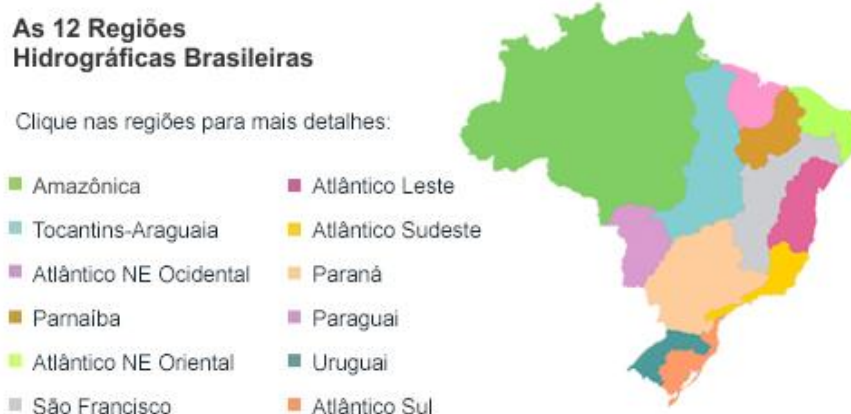 As 12 Regiões
Hidrográficas Brasileiras
Clique nas regiões para mais detalhes:
Amazônica
Tocantins-Araguaia
Atlântico NE Ocidental
Parnaíba
Atlântico NE Oriental
São Francisco
Atlântico Leste
Atlântico Sudeste
Paraná
Paraguai
Uruguai
Atlântico Sul